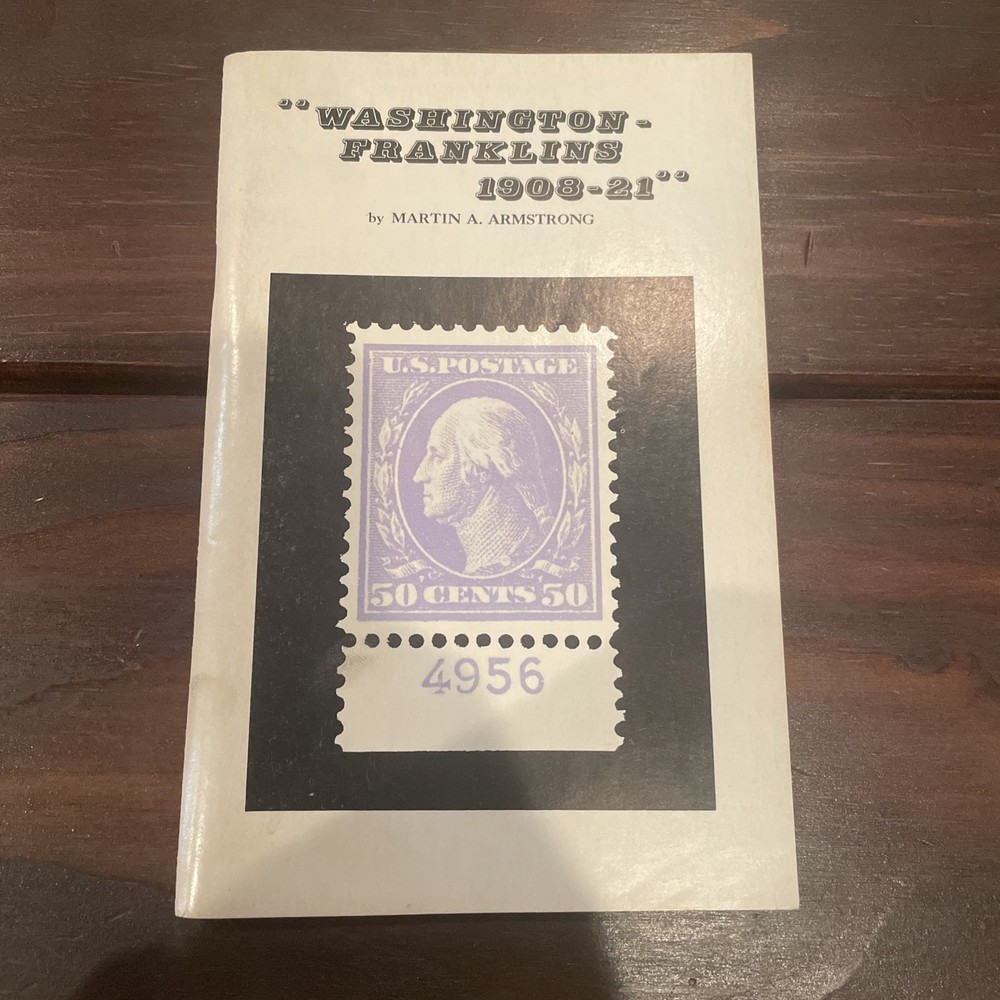 "WASHINGTON-
FRANKLINS
1908-21"
by MARTIN A. ARMSTRONG
U.S. POSTAGE
50 CENTS 50
4956